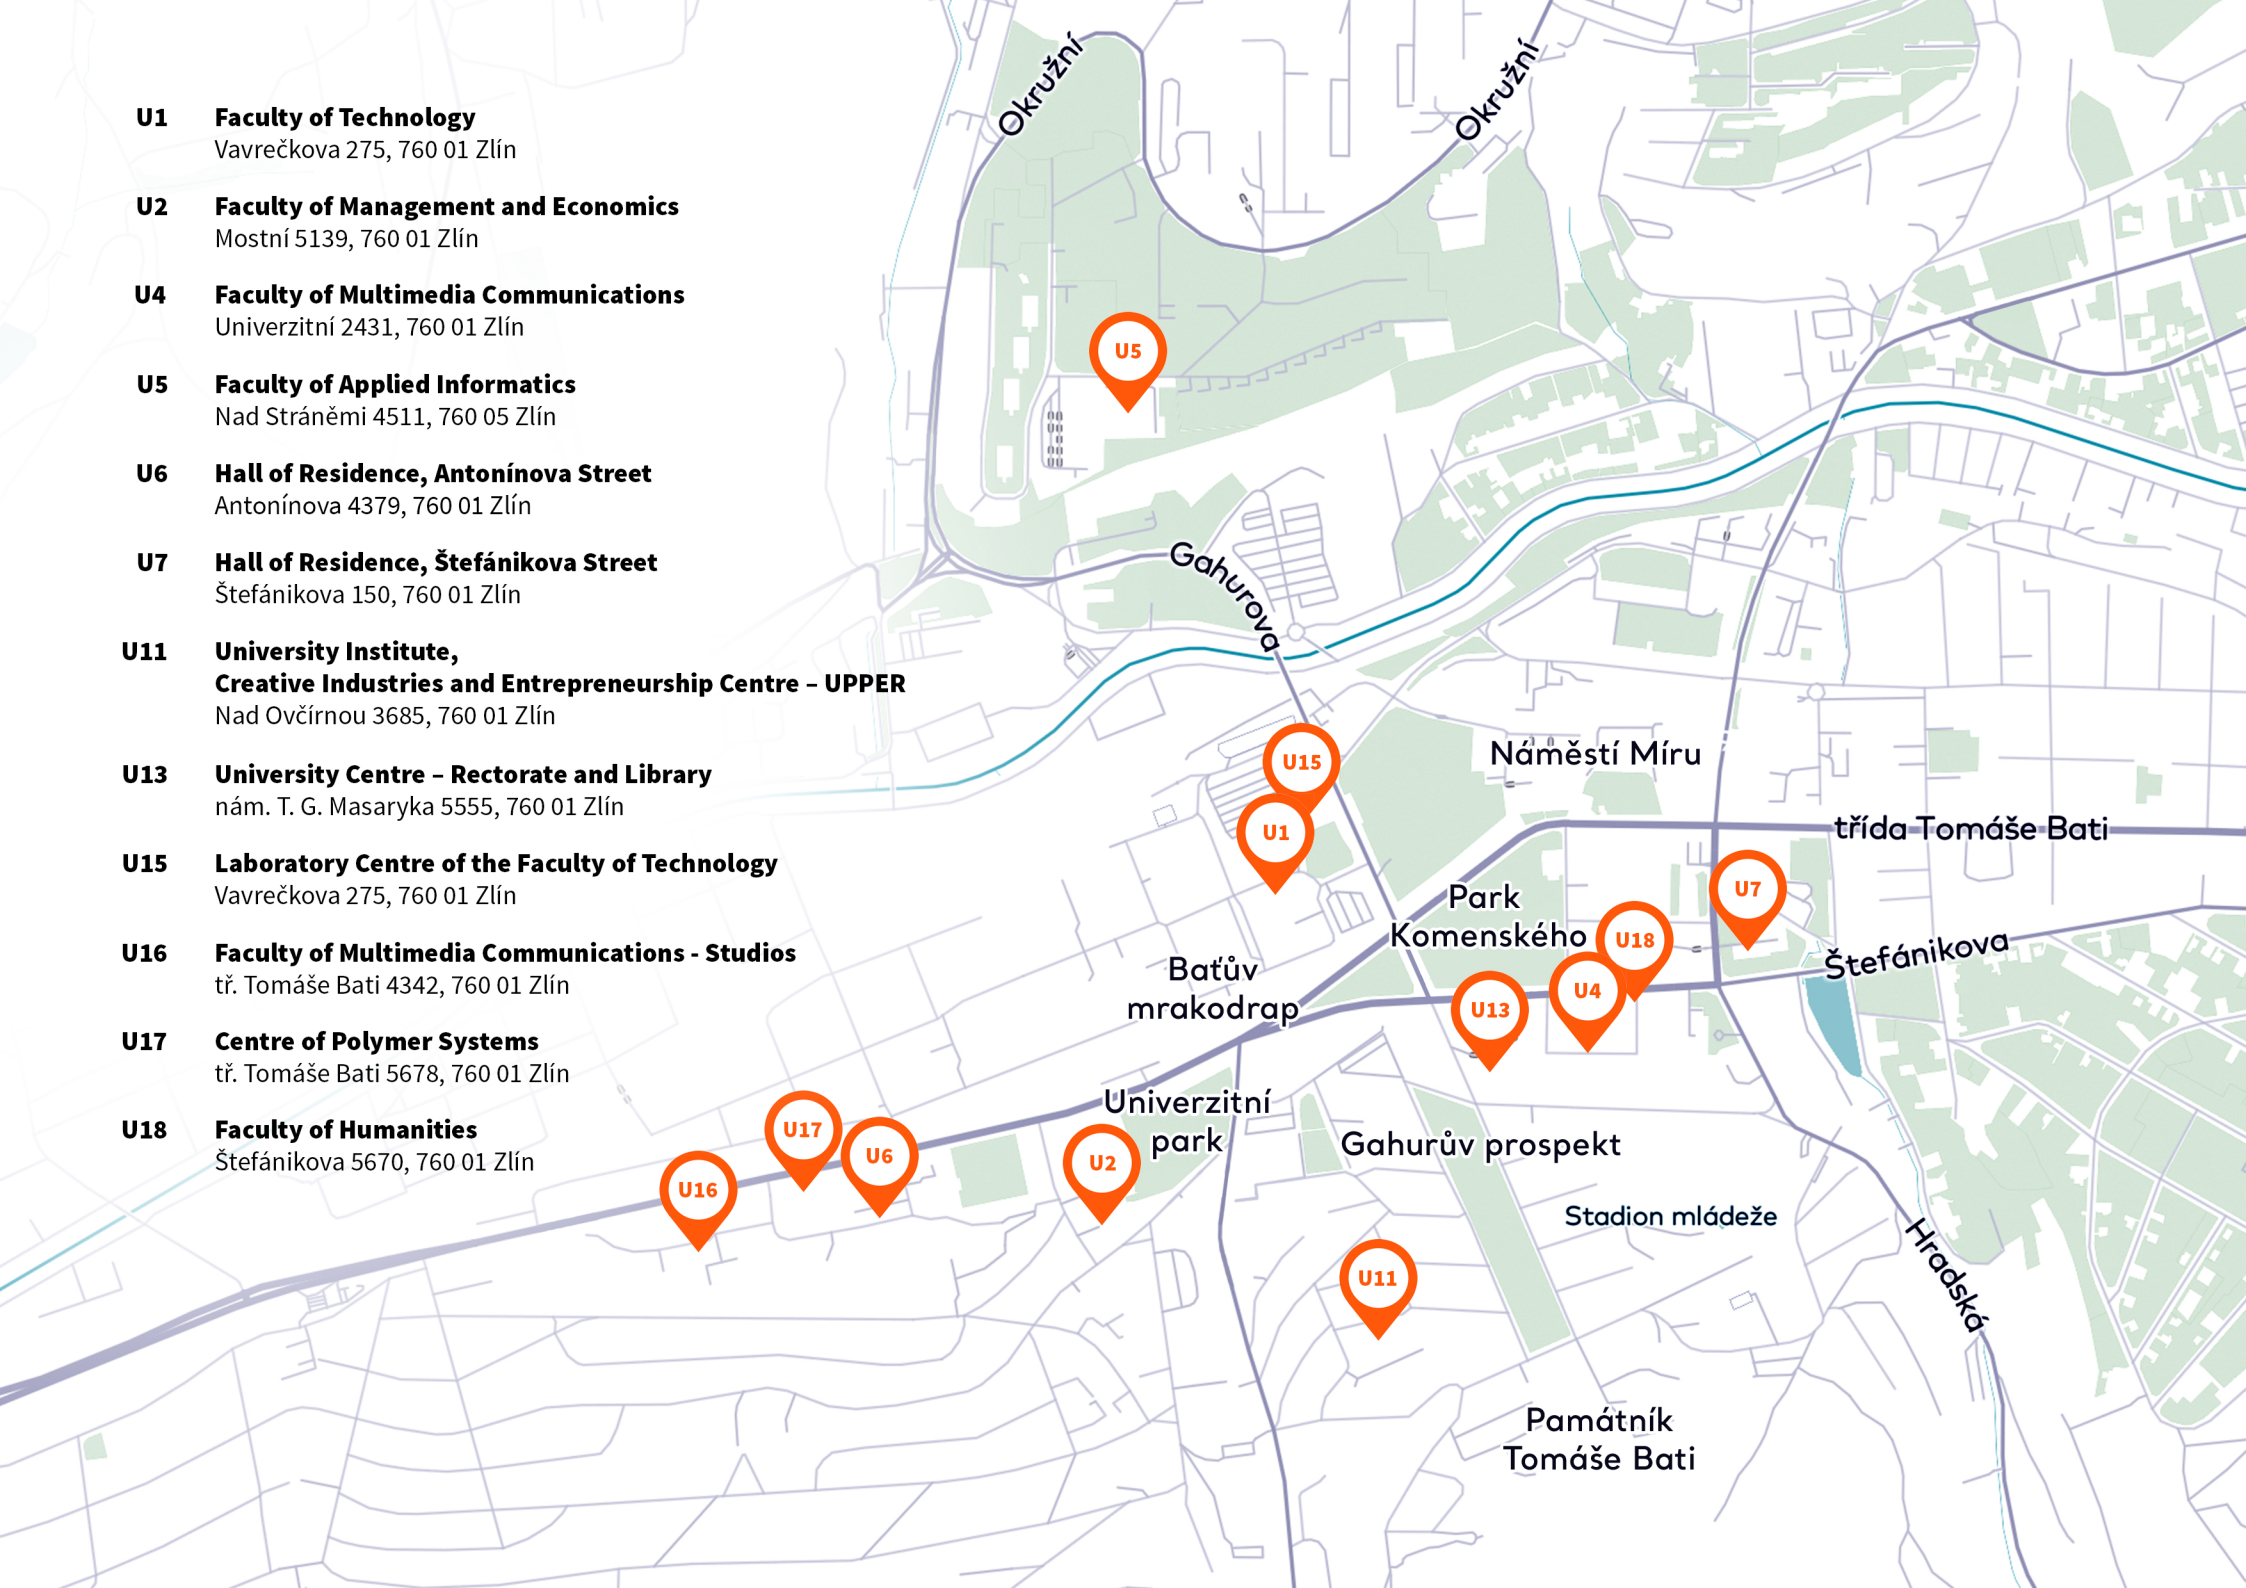 U1 Faculty of Technology
Vavrečkova 275, 760 01 Zlín
U2 Faculty of Management and Economics
Mostní 5139, 760 01 Zlín
U4 Faculty of Multimedia Communications
Univerzitní 2431, 760 01 Zlín
U5 Faculty of Applied Informatics
Nad Stráněmi 4511, 760 05 Zlín
U6 Hall of Residence, Antonínova Street
Antonínova 4379, 760 01 Zlín
U7 Hall of Residence, Štefánikova Street
Štefánikova 150, 760 01 Zlín
U11 University Institute,
Creative Industries and Entrepreneurship Centre – UPPER
Nad Ovčírnou 3685, 760 01 Zlín
U13 University Centre – Rectorate and Library
nám. T. G. Masaryka 5555, 760 01 Zlín
U15 Laboratory Centre of the Faculty of Technology
Vavrečkova 275, 760 01 Zlín
U16 Faculty of Multimedia Communications - Studios
tř. Tomáše Bati 4342, 760 01 Zlín
U17 Centre of Polymer Systems
tř. Tomáše Bati 5678, 760 01 Zlín
U18 Faculty of Humanities
Štefánikova 5670, 760 01 Zlín
Okružní
Okružní
U5
Gahurova
U15
Náměstí Míru
U1
třída Tomáše Bati
U7
Park
Komenského
U18
Štefánikova
Baťův
mrakodrap
U4
U13
Univerzitní
park
U17
U6
U2
U16
Gahurův prospekt
Stadion mládeže
U11
Hradská
Památník
Tomáše Bati